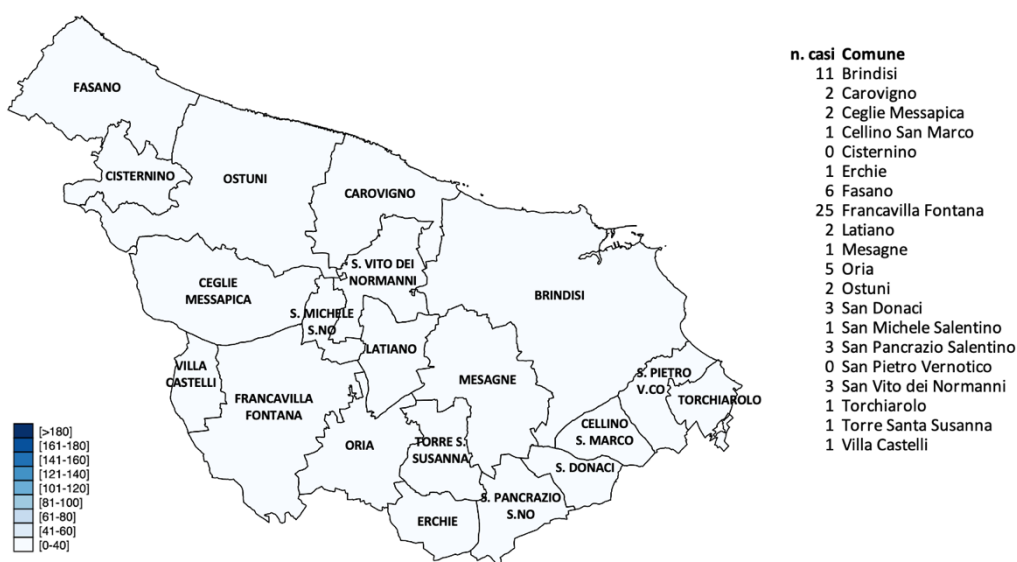 FASANO
CISTERNINO
OSTUNI
CAROVIGNO
S. VITO DEI
NORMANNI
CEGLIE
MESSAPICA
S. MICHELE
S.NO
BRINDISI
LATIANO
VILLA
CASTELLI
FRANCAVILLA
FONTANA
MESAGNE
S. PIETRO
V.CO
TORCHIAROLO
CELLINO
S. MARCO
ORIA
TORRE S.
SUSANNA
S. DONACI
S. PANCRAZIO
S.NO
ERCHIE
[>180]
[161-180]
[141-160]
[121-140]
[101-120]
[81-100]
[61-80]
[41-60]
[0-40]
n. casi Comune
11 Brindisi
2 Carovigno
2 Ceglie Messapica
1 Cellino San Marco
0 Cisternino
1 Erchie
6 Fasano
25 Francavilla Fontana
2 Latiano
1 Mesagne
5 Oria
2 Ostuni
3 San Donaci
1 San Michele Salentino
3 San Pancrazio Salentino
0 San Pietro Vernotico
3 San Vito dei Normanni
1 Torchiarolo
1 Torre Santa Susanna
1 Villa Castelli